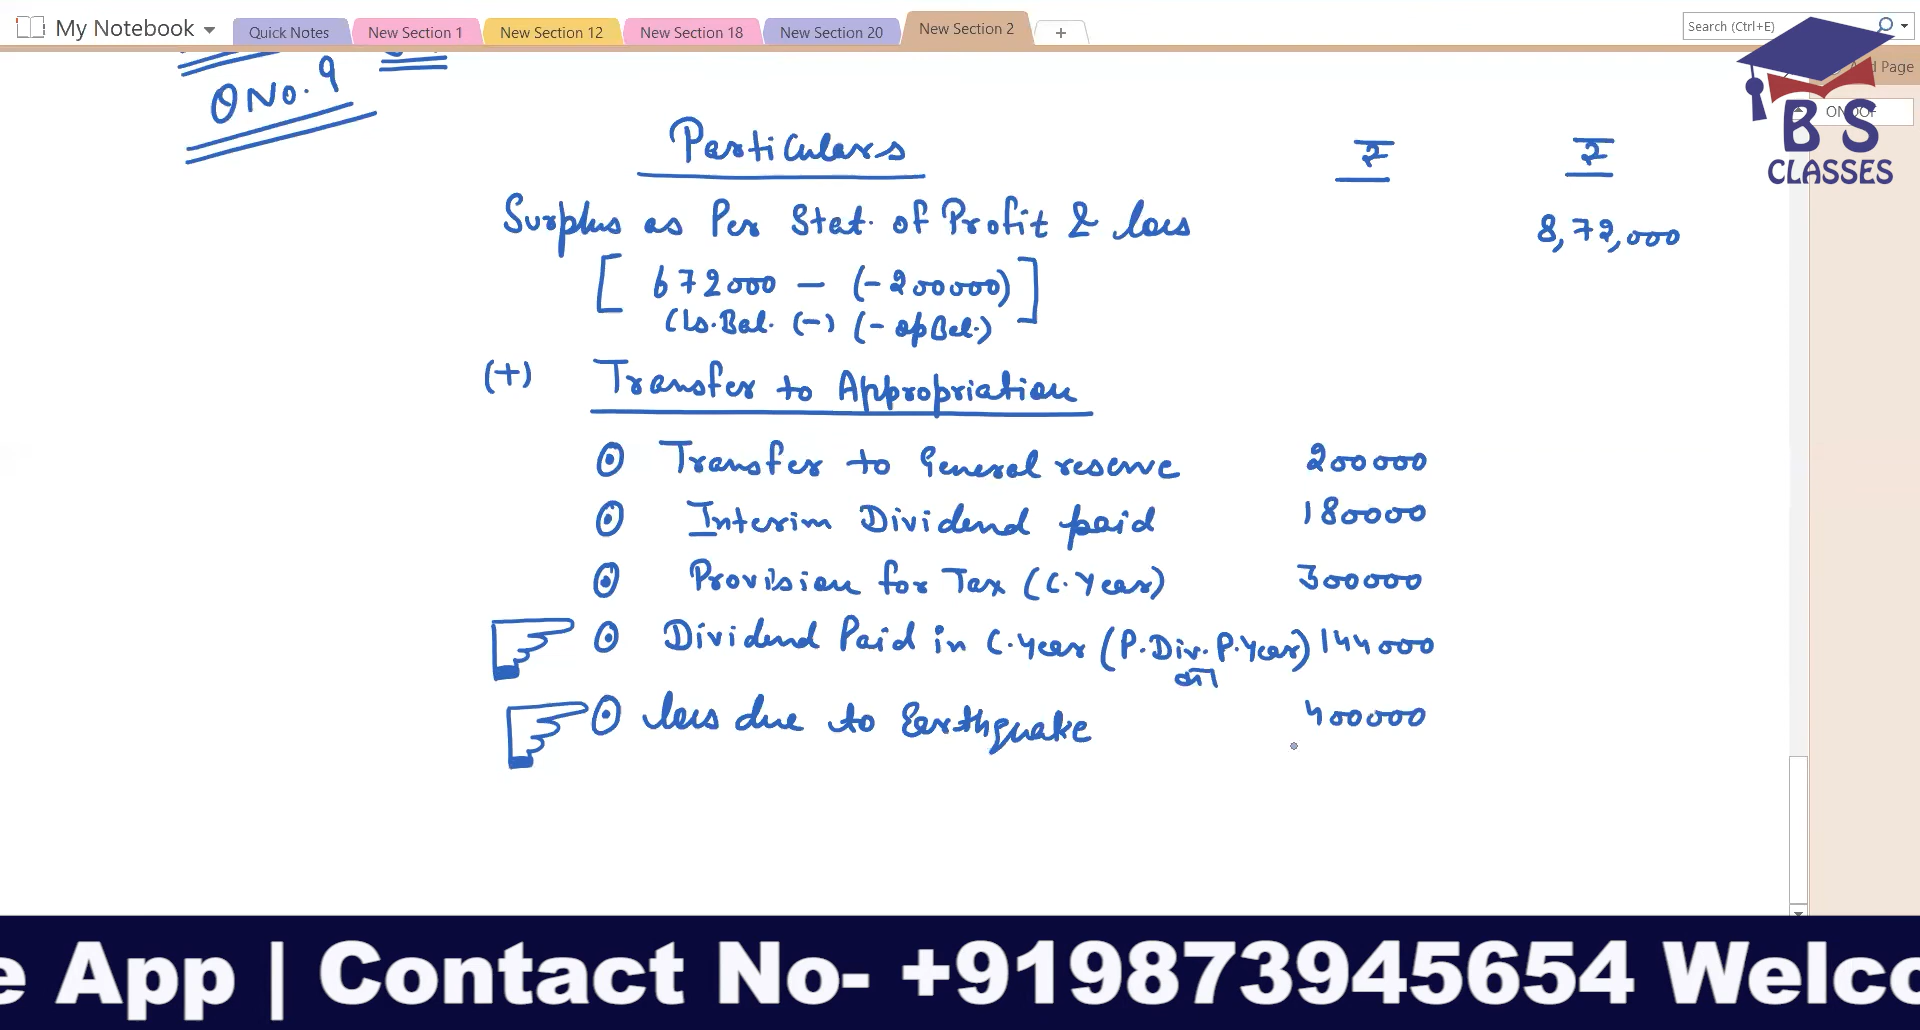 My Notebook
Quick Notes
New Section 1
New Section 12
New Section 18
New Section 20
New Section 2
+
Search (Ctrl+E)
d Page
B S
CLASSES
Q No. 9
Particulars ₹ ₹
Surplus as Per Stat. of Profit & loss 8,72,000
[ 672000 – (-200000) ]
Cls.Bal. (-) (- op Bal.)
(+) Transfer to Appropriation
⊙ Transfer to General reserve 200000
⊙ Interim Dividend paid 180000
⊙ Provision for Tax (C.Year) 300000
⊙ Dividend Paid in C.year (P.Div. P.Year) 144000
का
⊙ loss due to Earthquake 400000
e App | Contact No- +919873945654 Welco